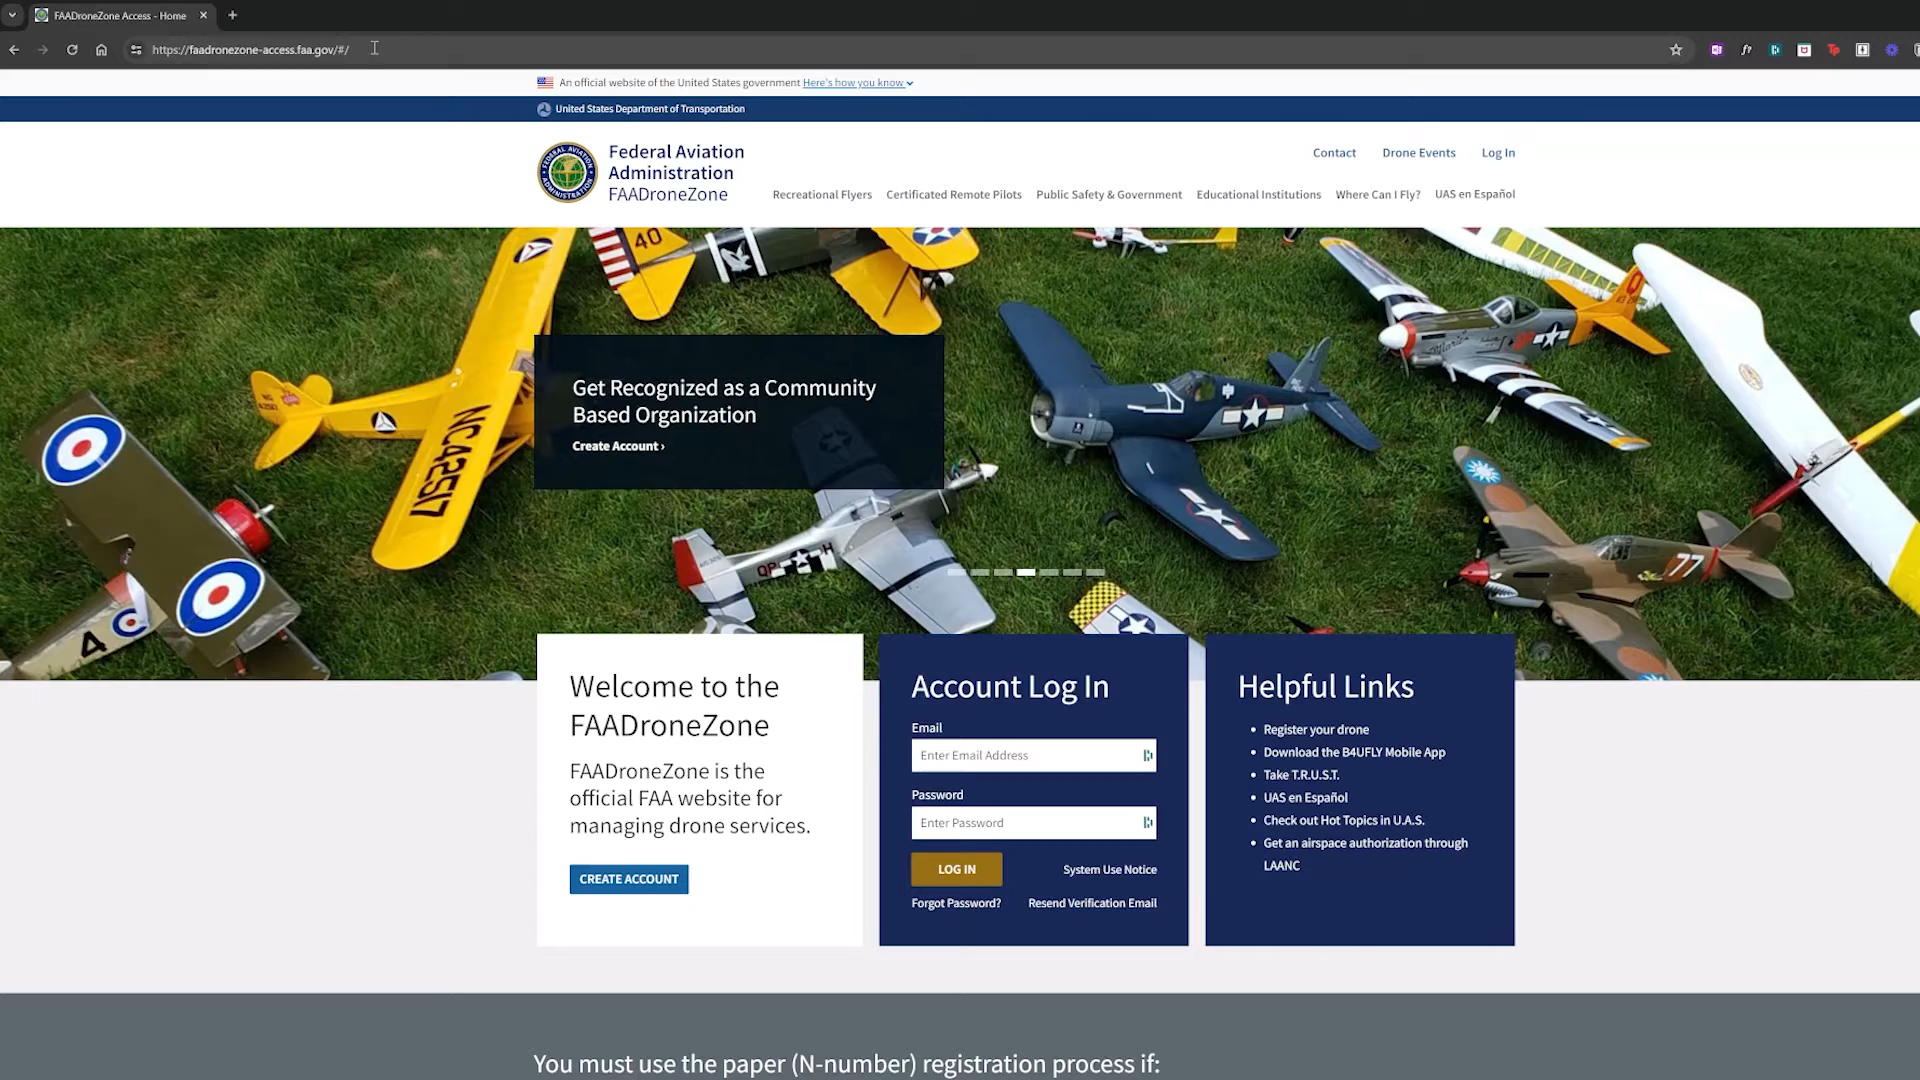 FAADroneZone Access - Home
https://faadronezone-access.faa.gov/#/
An official website of the United States government Here's how you know
United States Department of Transportation
Federal Aviation
Administration
FAADroneZone
Contact Drone Events Log In
Recreational Flyers Certificated Remote Pilots Public Safety & Government Educational Institutions Where Can I Fly? UAS en Español
40
NC42517
QP
H
77
4
C
Get Recognized as a Community
Based Organization
Create Account ›
Welcome to the
FAADroneZone
FAADroneZone is the
official FAA website for
managing drone services.
CREATE ACCOUNT
Account Log In
Email
Enter Email Address
Password
Enter Password
LOG IN
System Use Notice
Forgot Password?
Resend Verification Email
Helpful Links
• Register your drone
• Download the B4UFLY Mobile App
• Take T.R.U.S.T.
• UAS en Español
• Check out Hot Topics in U.A.S.
• Get an airspace authorization through
LAANC
You must use the paper (N-number) registration process if: